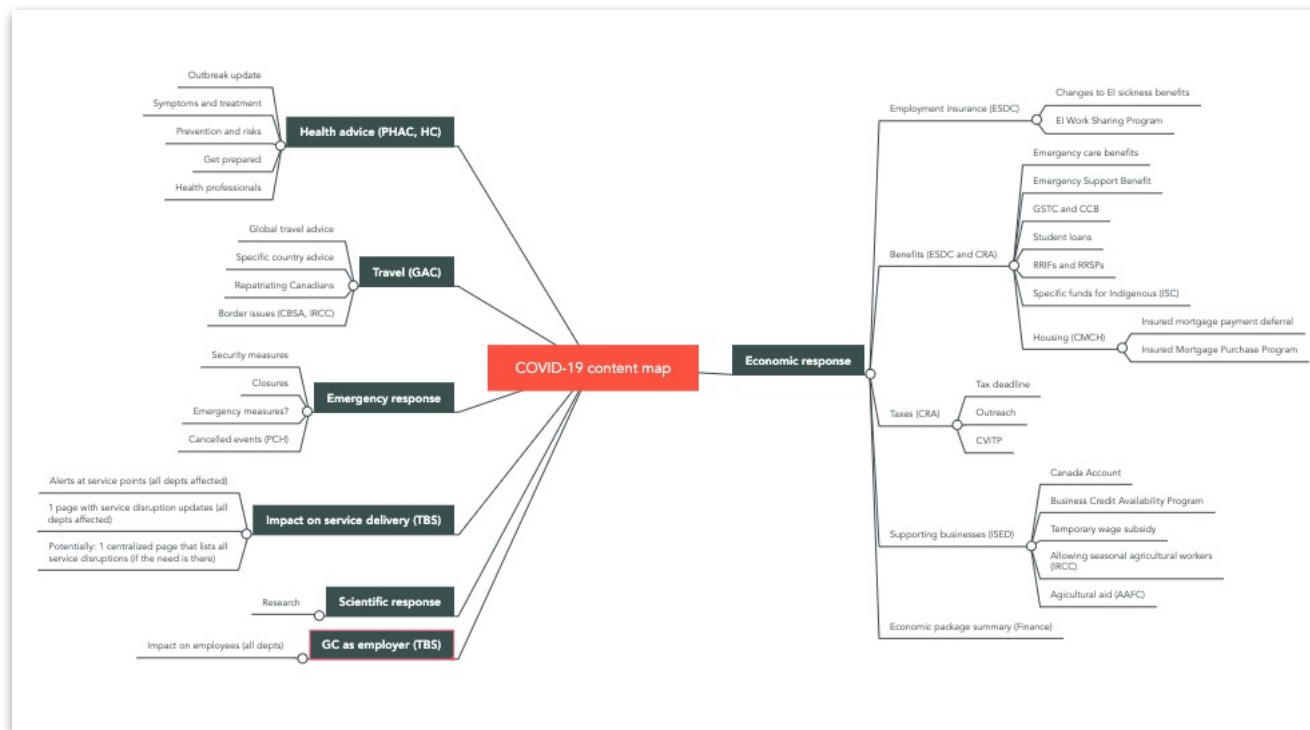 Outbreak update
Symptoms and treatment
Prevention and risks
Get prepared
Health professionals
Health advice (PHAC, HC)
Global travel advice
Specific country advice
Repatriating Canadians
Border issues (CBSA, IRCC)
Travel (GAC)
Security measures
Closures
Emergency measures?
Cancelled events (PCH)
Emergency response
Alerts at service points (all depts affected)
1 page with service disruption updates (all
depts affected)
Potentially: 1 centralized page that lists all
service disruptions (if the need is there)
Impact on service delivery (TBS)
Research
Scientific response
Impact on employees (all depts)
GC as employer (TBS)
COVID-19 content map
Economic response
Employment insurance (ESDC)
Changes to EI sickness benefits
EI Work Sharing Program
Benefits (ESDC and CRA)
Emergency care benefits
Emergency Support Benefit
GSTC and CCB
Student loans
RRIFs and RRSPs
Specific funds for Indigenous (ISC)
Housing (CMCH)
Insured mortgage payment deferral
Insured Mortgage Purchase Program
Taxes (CRA)
Tax deadline
Outreach
CVITP
Supporting businesses (ISED)
Canada Account
Business Credit Availability Program
Temporary wage subsidy
Allowing seasonal agricultural workers
(IRCC)
Agicultural aid (AAFC)
Economic package summary (Finance)